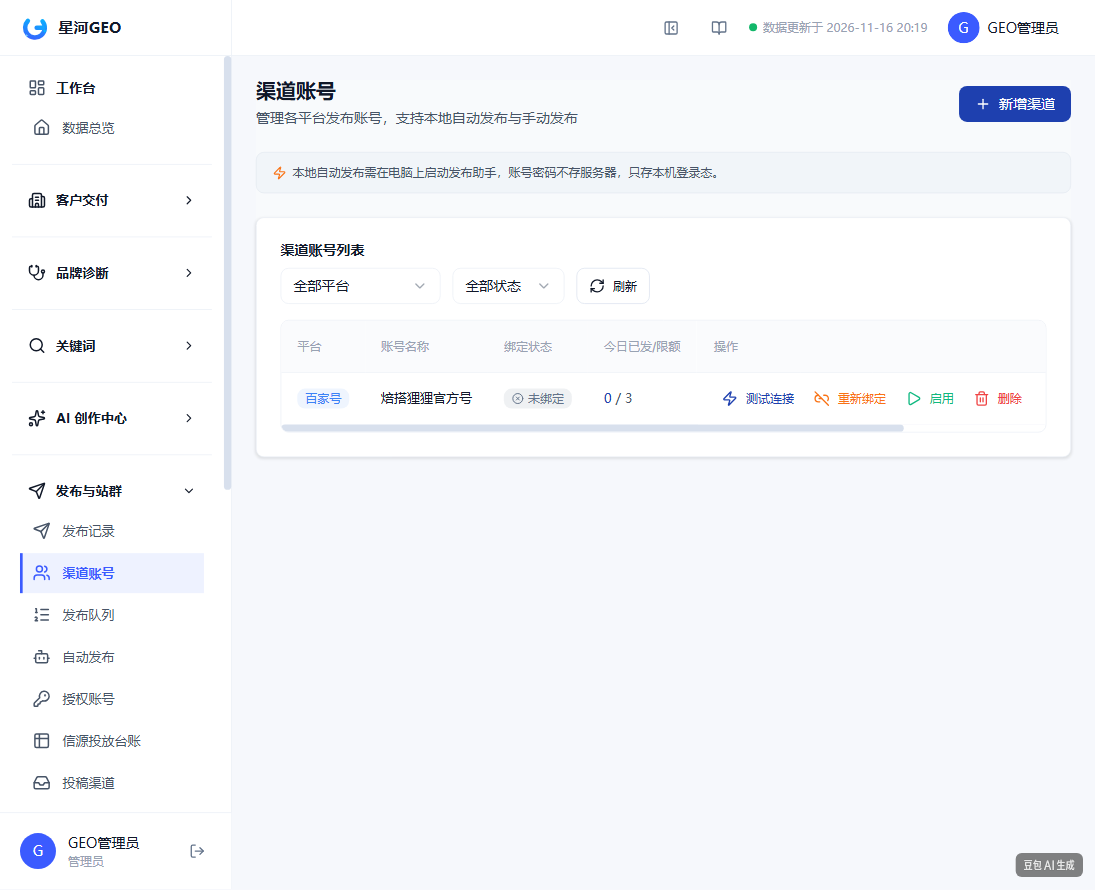 星河GEO
数据更新于 2026-11-16 20:19
G
GEO管理员
工作台
数据总览
客户交付
品牌诊断
关键词
AI 创作中心
发布与站群
发布记录
渠道账号
发布队列
自动发布
授权账号
信源投放台账
投稿渠道
G
GEO管理员
管理员
渠道账号
管理各平台发布账号，支持本地自动发布与手动发布
新增渠道
本地自动发布需在电脑上启动发布助手，账号密码不存服务器，只存本机登录态。
渠道账号列表
全部平台
全部状态
刷新
平台 账号名称 绑定状态 今日已发/限额 操作
百家号 焙搭狸狸官方号 未绑定 0 / 3 测试连接 重新绑定 启用 删除
豆包 AI 生成